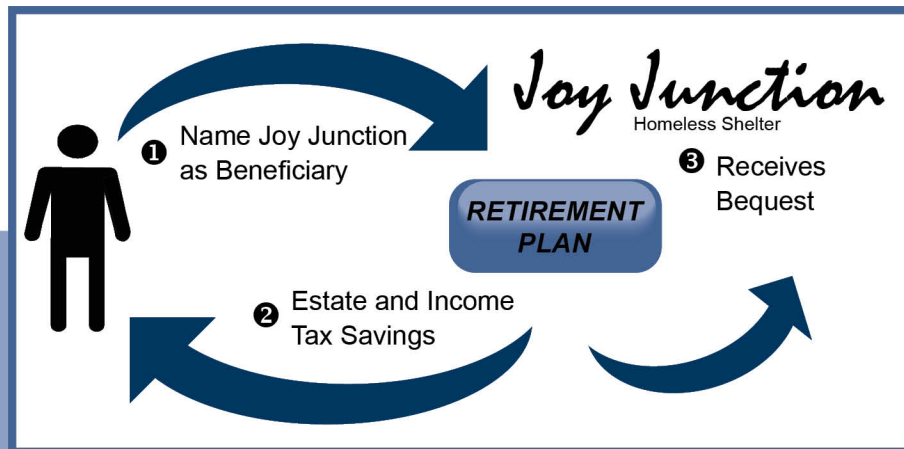 Joy Junction
Homeless Shelter
❶ Name Joy Junction
as Beneficiary
❸ Receives
Bequest
RETIREMENT
PLAN
❷ Estate and Income
Tax Savings